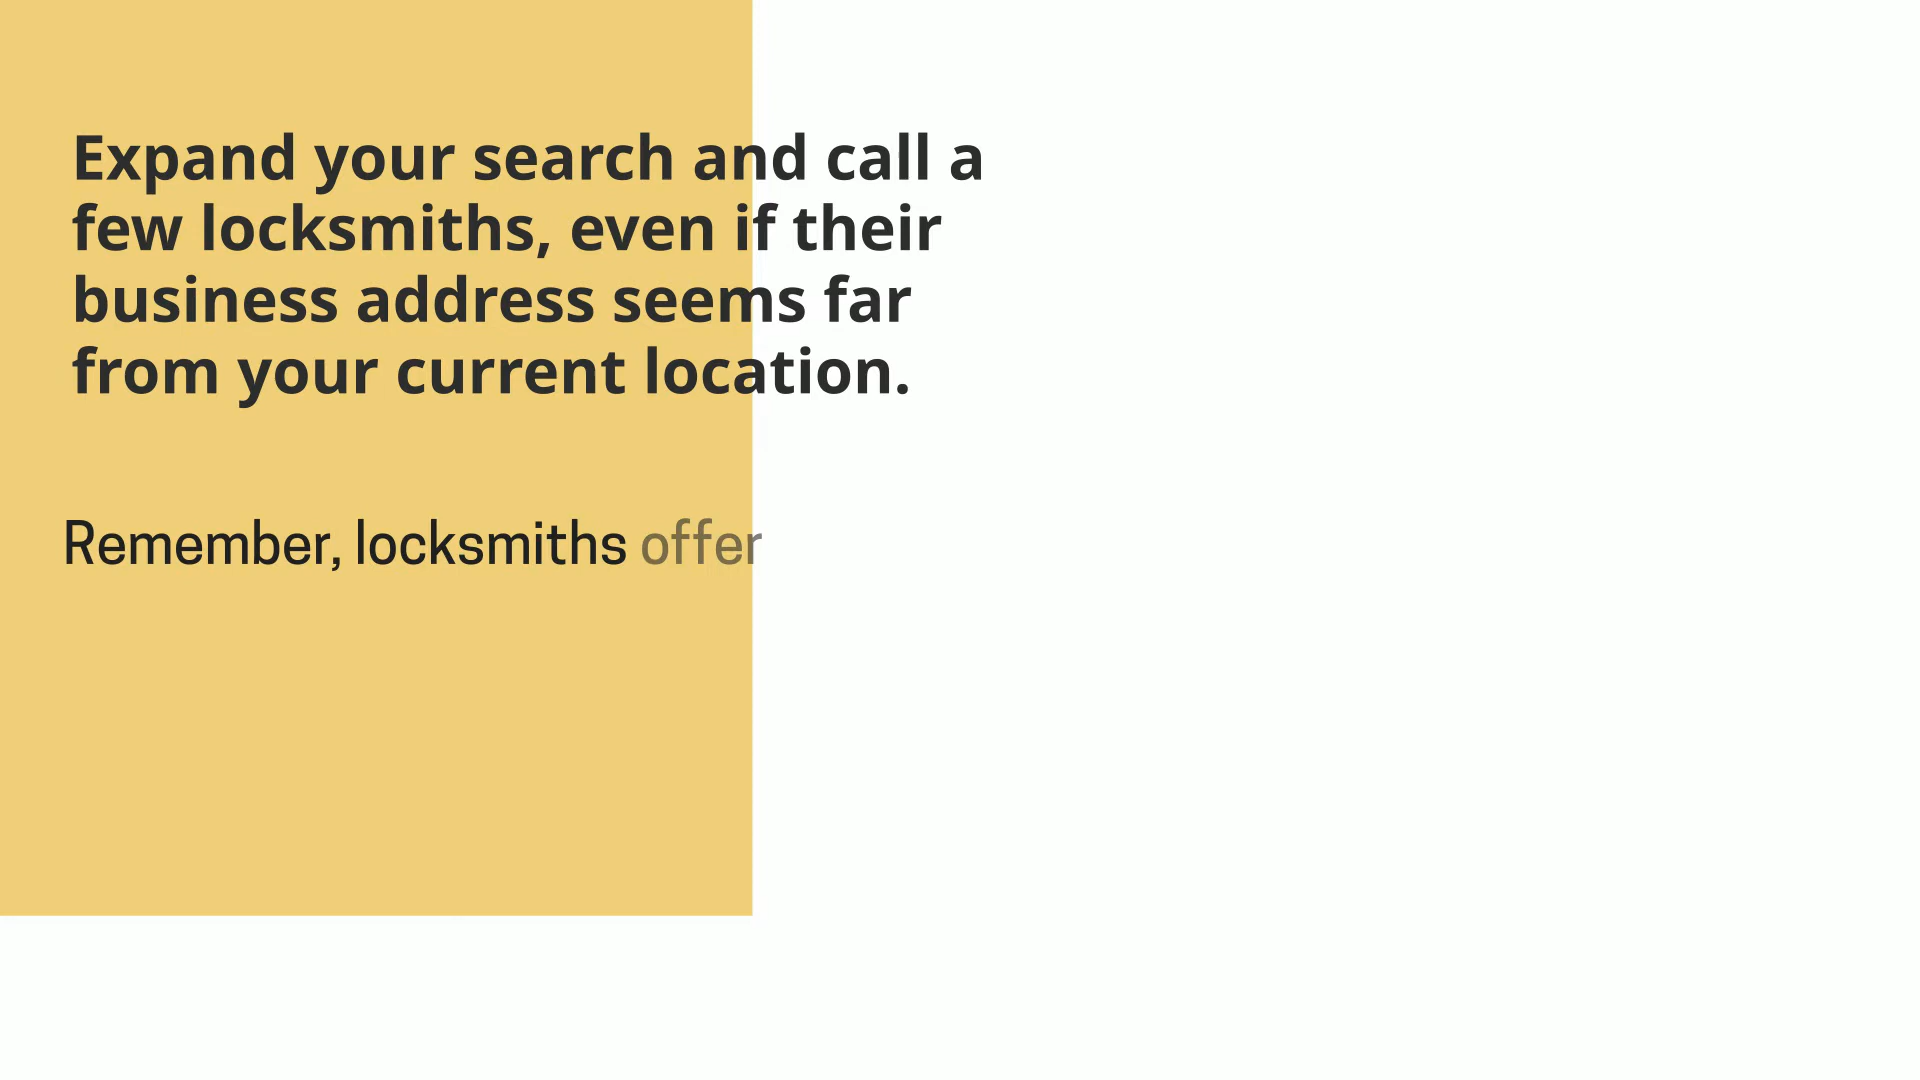 Expand your search and call a
few locksmiths, even if their
business address seems far
from your current location.
Remember, locksmiths offer